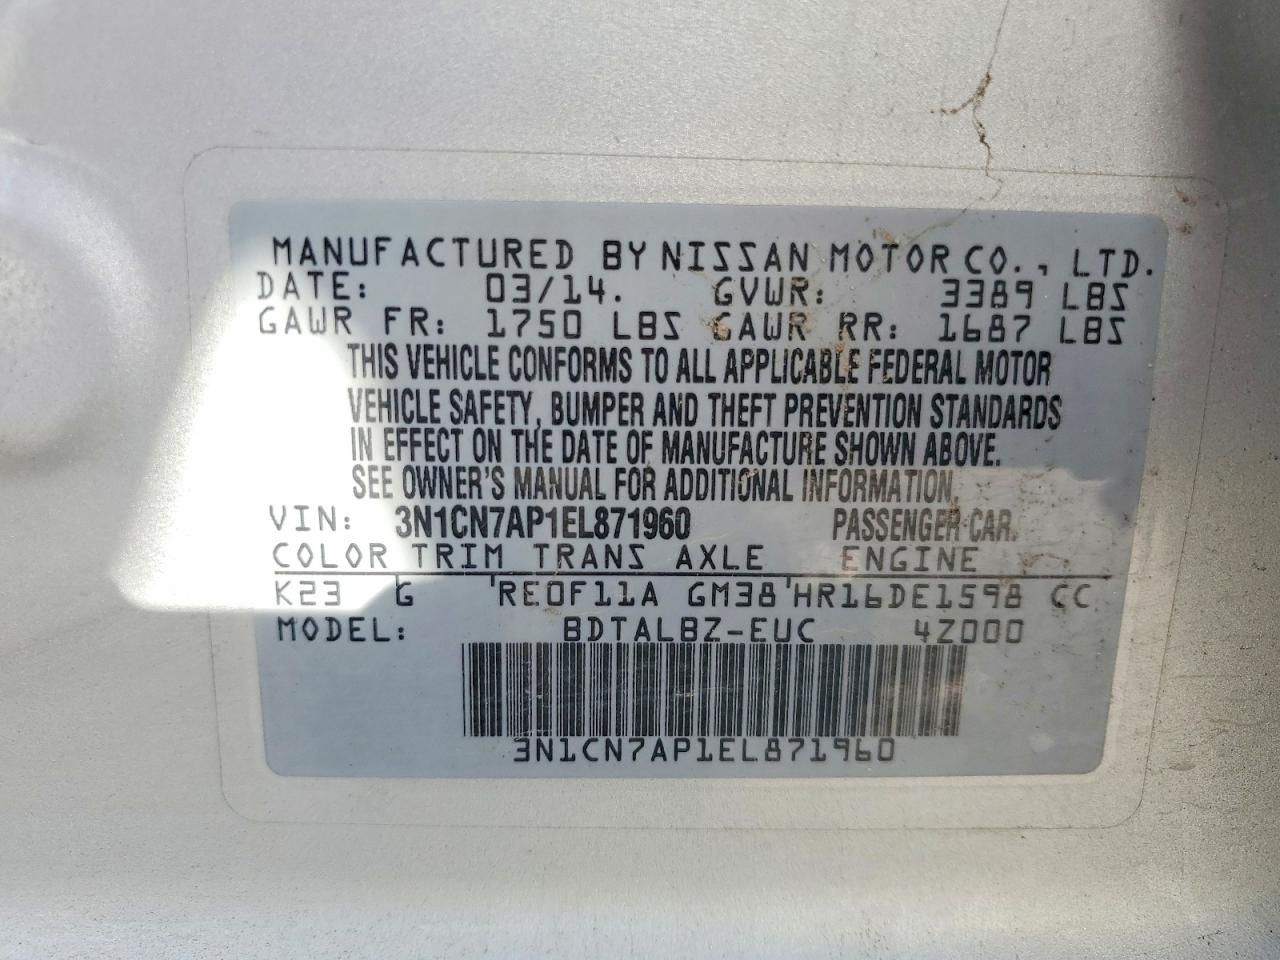 MANUFACTURED BY NISSAN MOTOR CO., LTD.
DATE: 03/14. GVWR: 3389 LBS
GAWR FR: 1750 LBS GAWR RR: 1687 LBS
THIS VEHICLE CONFORMS TO ALL APPLICABLE FEDERAL MOTOR
VEHICLE SAFETY, BUMPER AND THEFT PREVENTION STANDARDS
IN EFFECT ON THE DATE OF MANUFACTURE SHOWN ABOVE.
SEE OWNER'S MANUAL FOR ADDITIONAL INFORMATION.
VIN: 3N1CN7AP1EL871960 PASSENGER CAR.
COLOR TRIM TRANS AXLE ENGINE
K23 G 'RE0F11A GM38'HR16DE1598 CC
MODEL: BDTALBZ-EUC 4Z000
3N1CN7AP1EL871960